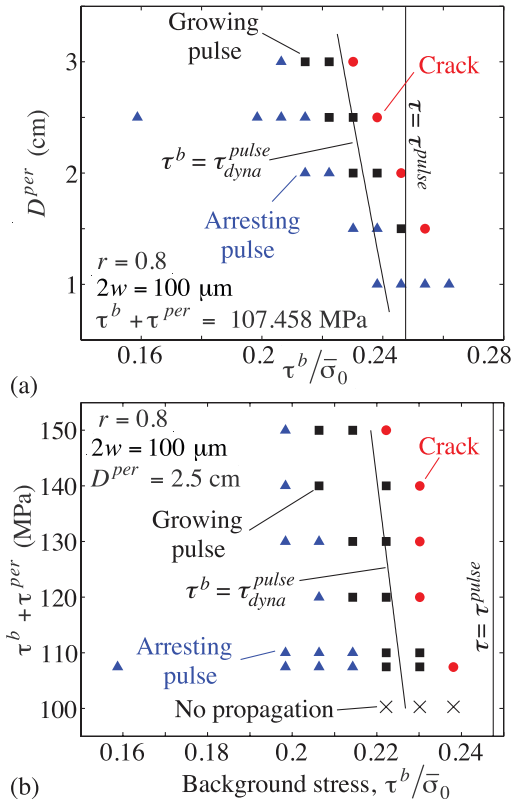 Growing
pulse
Crack
3
2
1
D^per (cm)
τ^b = τ^pulse_dyna
τ = τ^pulse
Arresting
pulse
r = 0.8
2w = 100 μm
τ^b + τ^per = 107.458 MPa
0.16 0.2 0.24 0.28
(a)
τ^b/σ̄_0
r = 0.8
2w = 100 μm
D^per = 2.5 cm
Crack
150
140
130
120
110
100
τ^b + τ^per (MPa)
Growing
pulse
τ^b = τ^pulse_dyna
τ = τ^pulse
Arresting
pulse
No propagation
0.16 0.2 0.22 0.24
(b)
Background stress, τ^b/σ̄_0